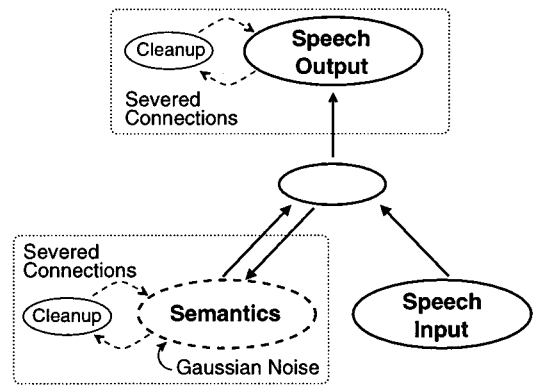 Cleanup
Speech
Output
Severed
Connections
Severed
Connections
Cleanup
Semantics
Gaussian Noise
Speech
Input